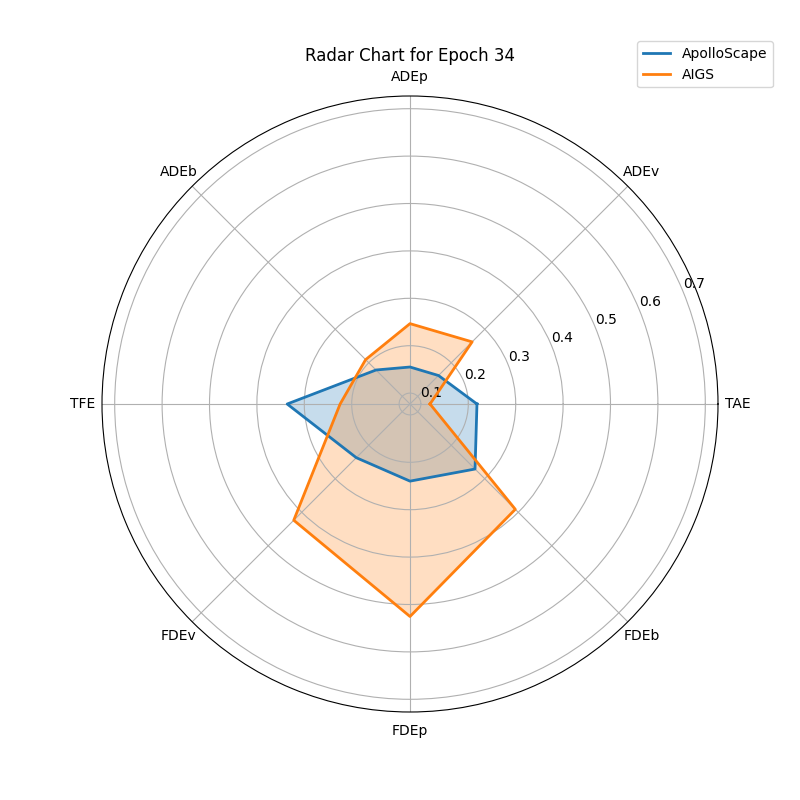 Radar Chart for Epoch 34
ApolloScape
AIGS
ADEp
ADEb
ADEv
0.7
0.6
0.5
0.4
0.3
0.2
0.1
TFE
TAE
FDEv
FDEb
FDEp